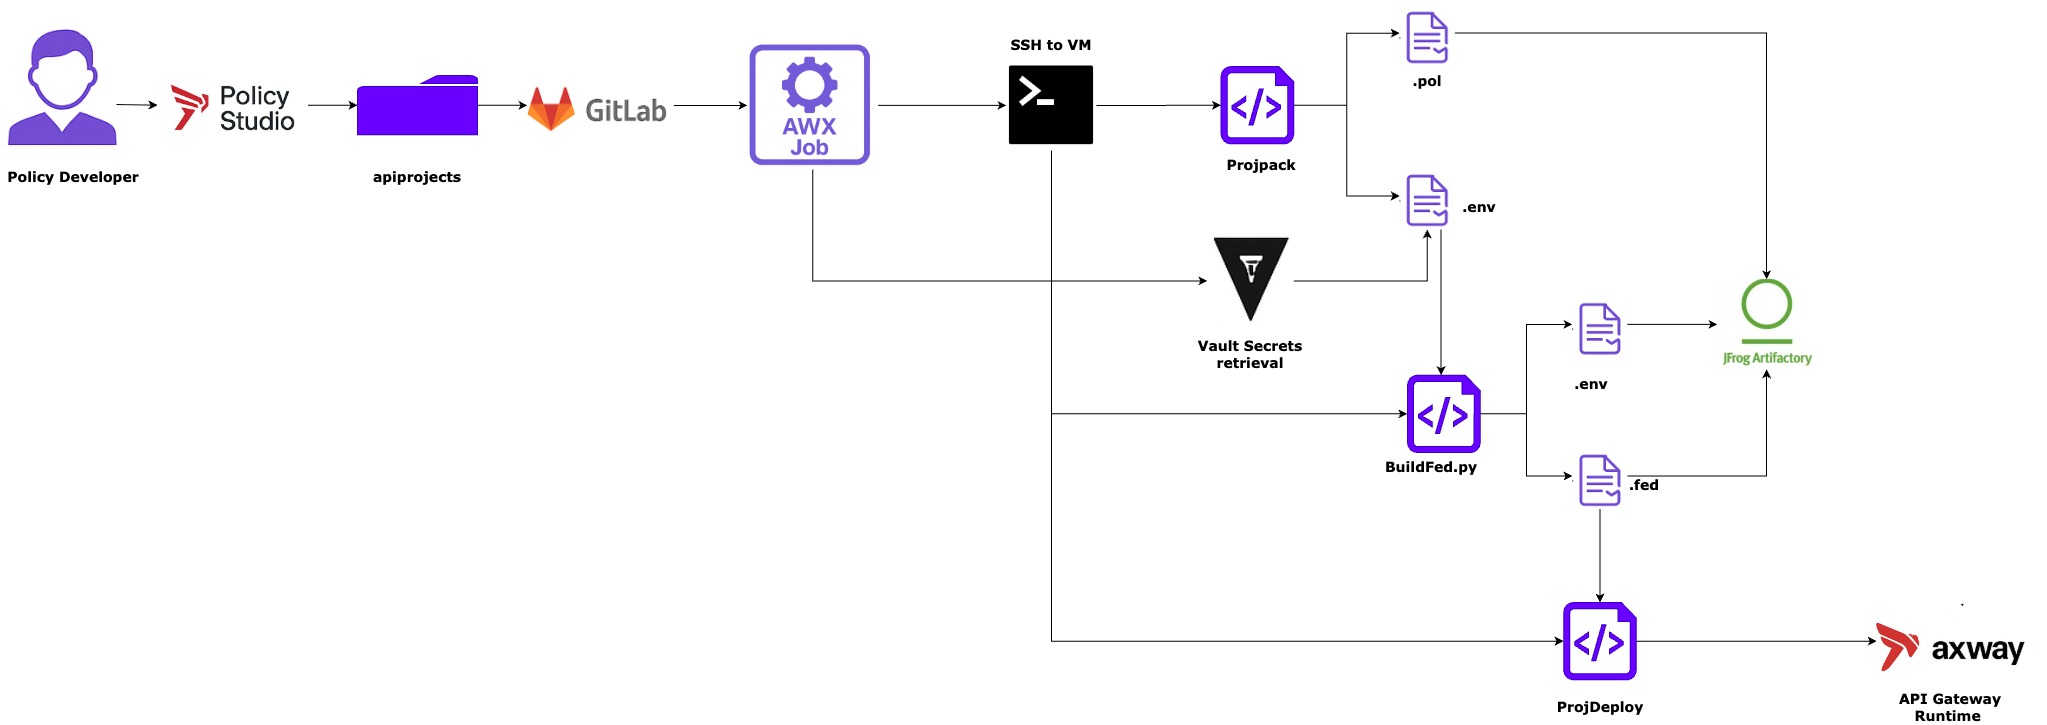 SSH to VM
Policy
Studio
GitLab
AWX
Job
Policy Developer
apiprojects
Projpack
.pol
.env
Vault Secrets
retrieval
.env
JFrog Artifactory
BuildFed.py
.fed
ProjDeploy
axway
API Gateway
Runtime